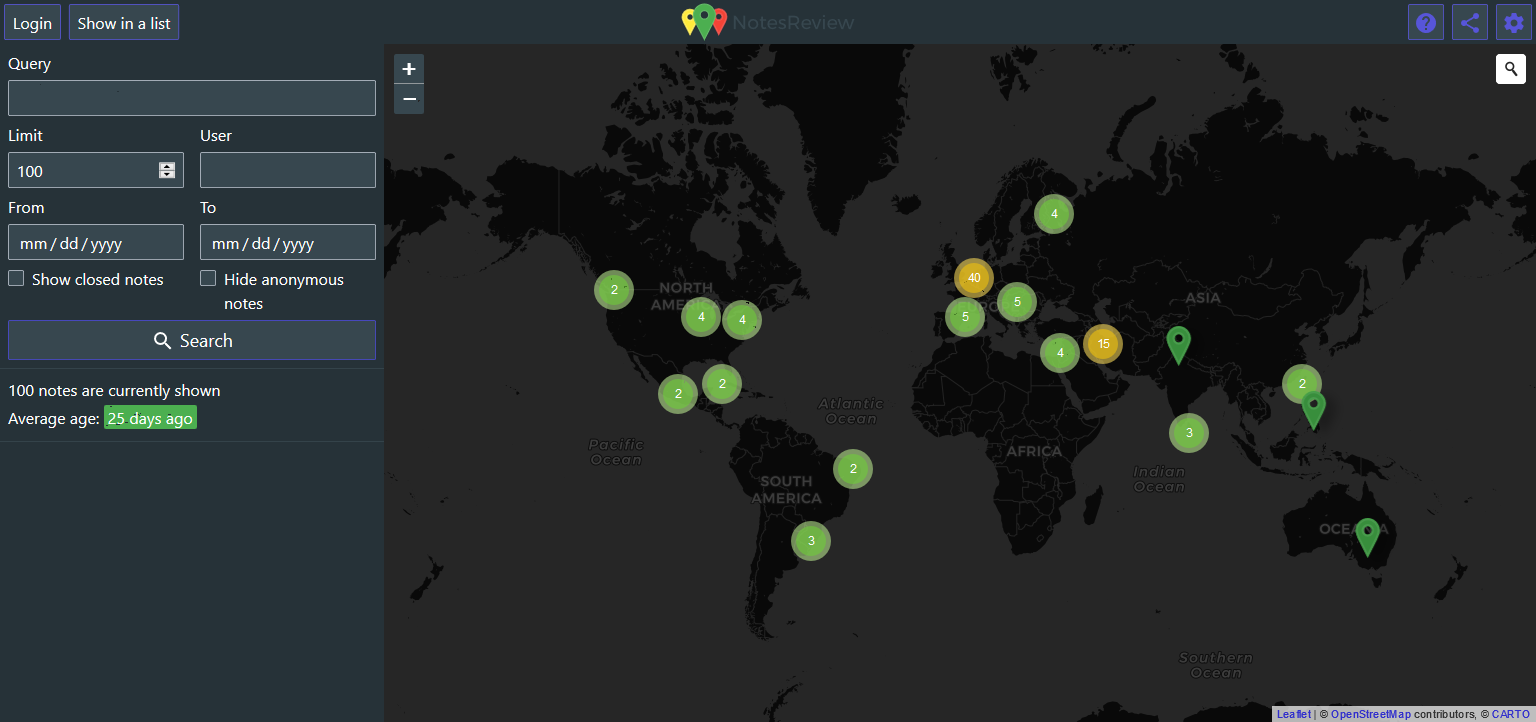 Login
Show in a list
NotesReview
Query
Limit
User
100
From
To
mm/dd/yyyy
mm/dd/yyyy
Show closed notes
Hide anonymous
notes
Search
100 notes are currently shown
Average age: 25 days ago
+
−
4
40
2
NORTH
AMERICA
ASIA
5
4
4
5
15
4
2
2
2
Atlantic
Ocean
3
Pacific
Ocean
AFRICA
2
Indian
Ocean
SOUTH
AMERICA
3
Southern
Ocean
Leaflet | © OpenStreetMap contributors, © CARTO